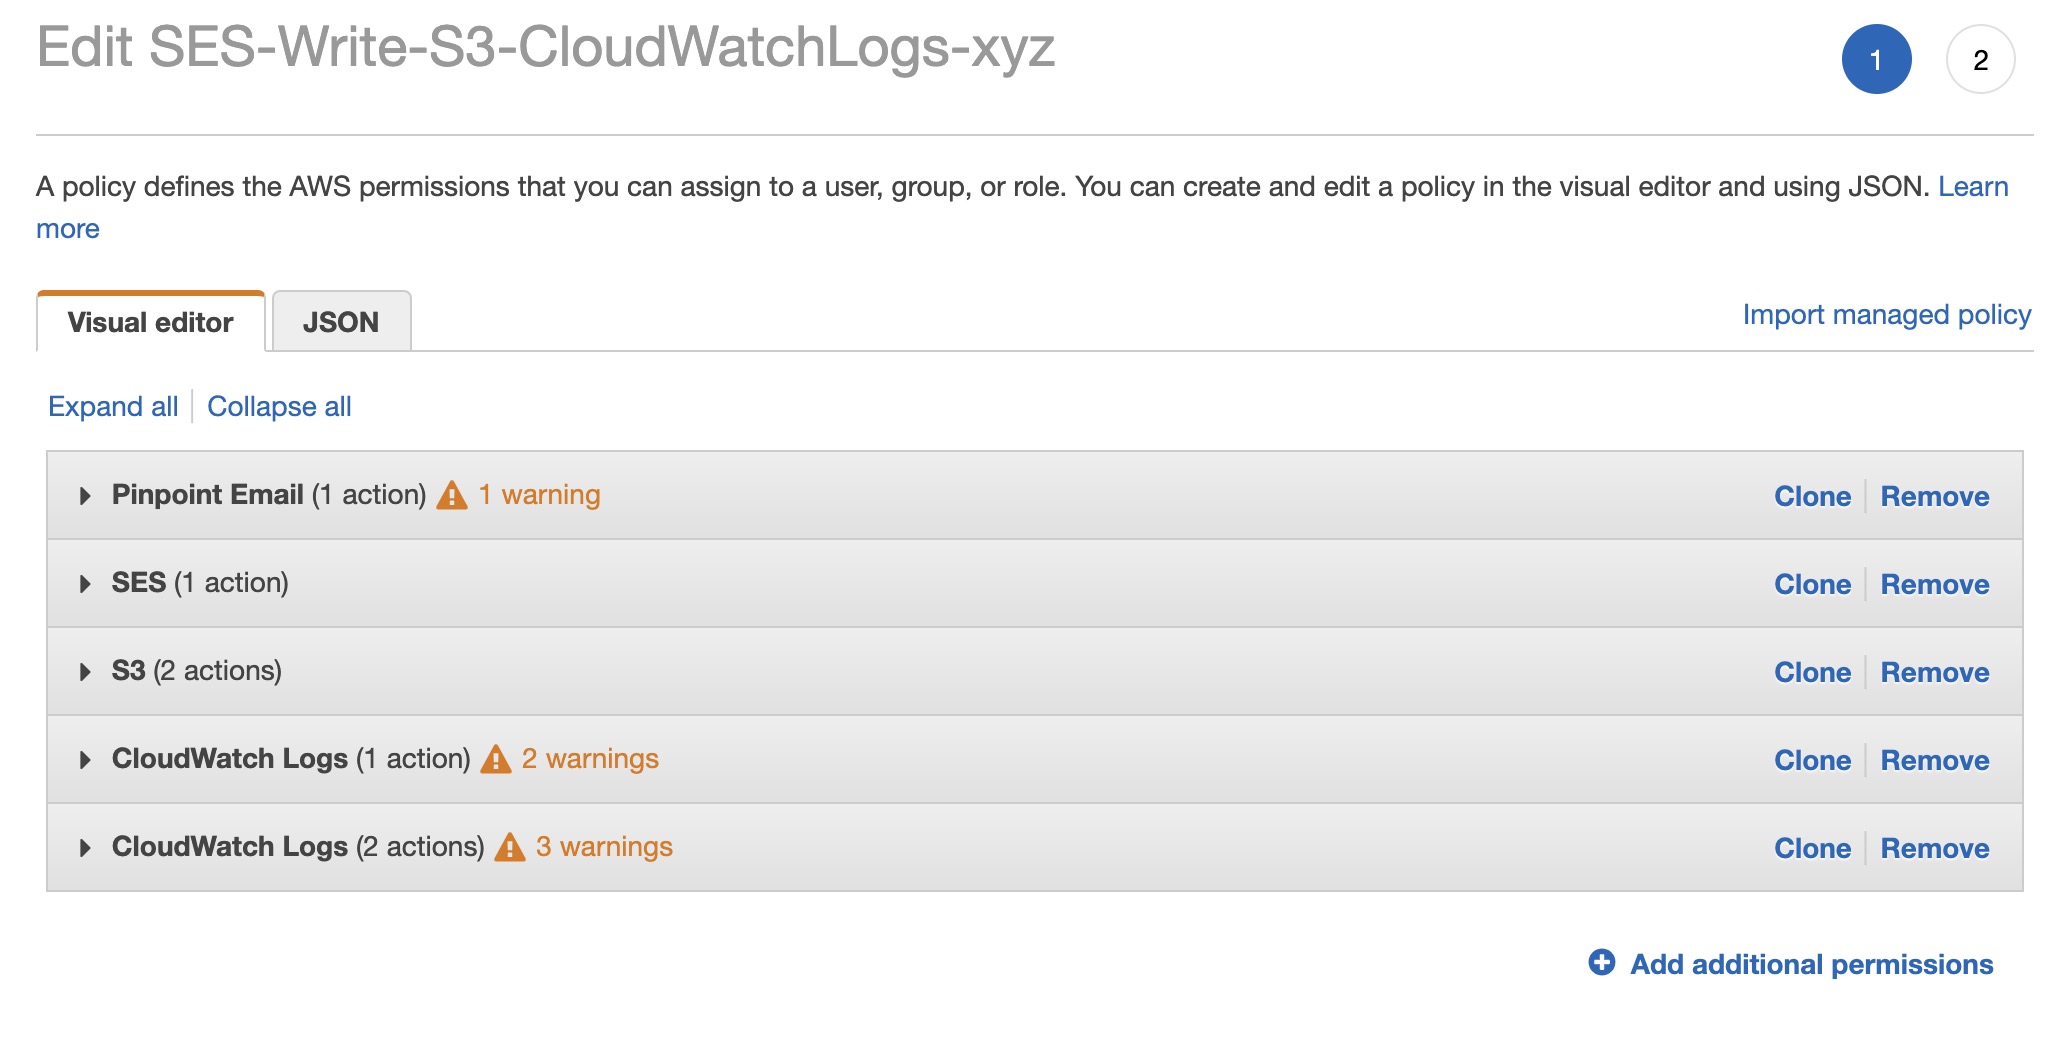 Edit SES-Write-S3-CloudWatchLogs-xyz
1
2
A policy defines the AWS permissions that you can assign to a user, group, or role. You can create and edit a policy in the visual editor and using JSON. Learn
more
Visual editor
JSON
Import managed policy
Expand all
Collapse all
Pinpoint Email (1 action) 1 warning Clone Remove
SES (1 action) Clone Remove
S3 (2 actions) Clone Remove
CloudWatch Logs (1 action) 2 warnings Clone Remove
CloudWatch Logs (2 actions) 3 warnings Clone Remove
Add additional permissions